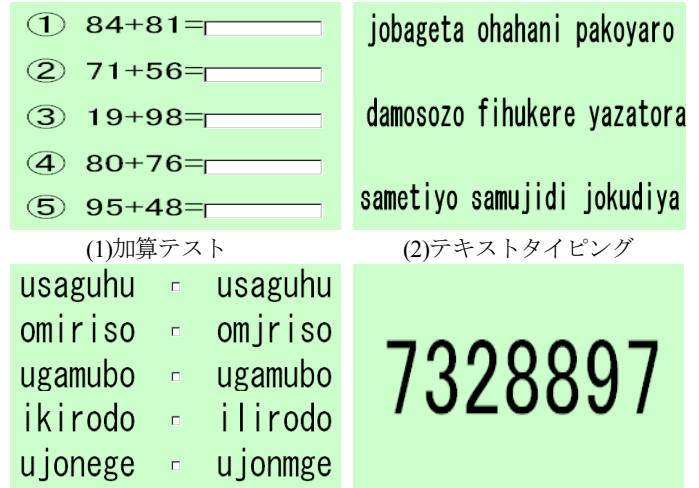 ① 84+81=
② 71+56=
③ 19+98=
④ 80+76=
⑤ 95+48=
jobageta ohahani pakoyaro
damosozo fihukere yazatora
sametiyo samujidi jokudiya
(1)加算テスト
(2)テキストタイピング
usaguhu usaguhu
omiriso omjriso
ugamubo ugamubo
ikirodo ilirodo
ujonege ujonmge
7328897